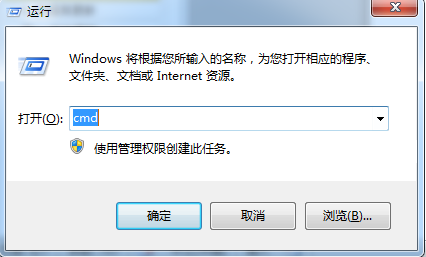 运行
Windows 将根据您所输入的名称，为您打开相应的程序、
文件夹、文档或 Internet 资源。
打开(O): cmd
使用管理权限创建此任务。
确定 取消 浏览(B)...